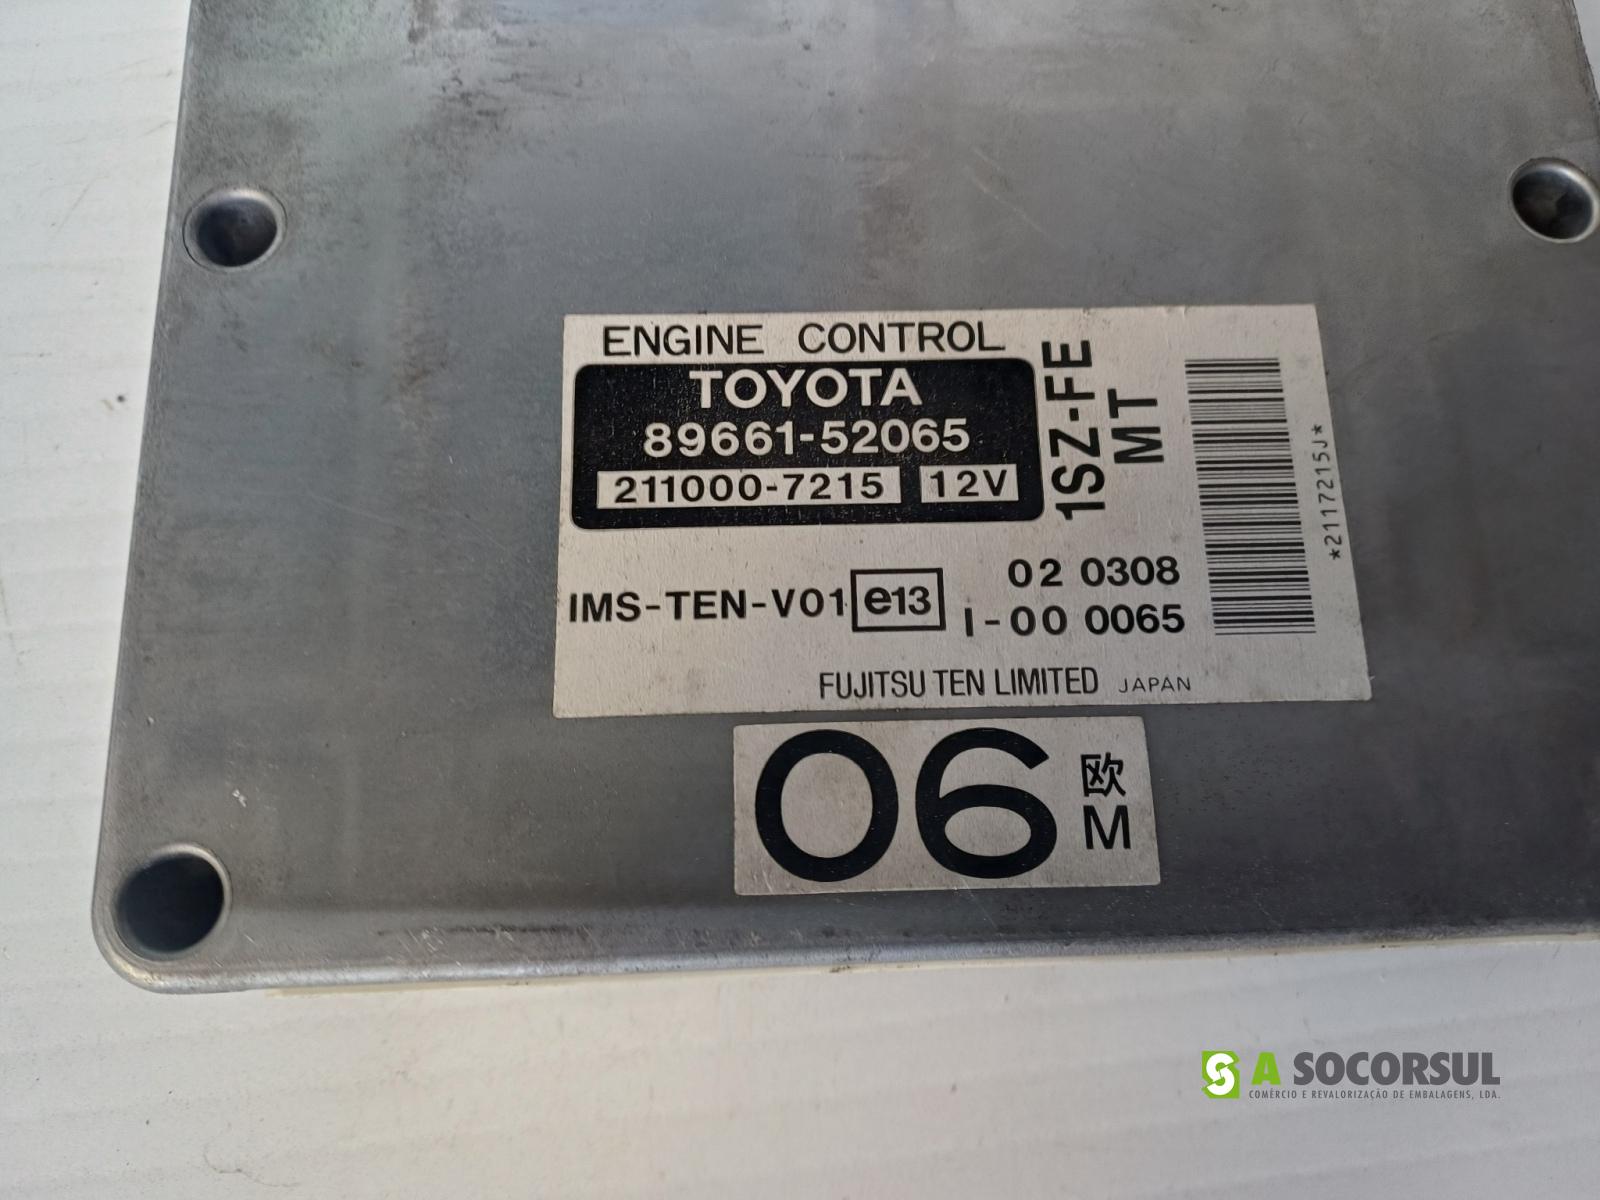 ENGINE CONTROL
TOYOTA
89661-52065
211000-7215 12V
1SZ-FE
MT
*2117215J*
IMS-TEN-V01 e13
02 0308
I-00 0065
FUJITSU TEN LIMITED JAPAN
06
欧
M
S A SOCORSUL
COMÉRCIO E REVALORIZAÇÃO DE EMBALAGENS, LDA.